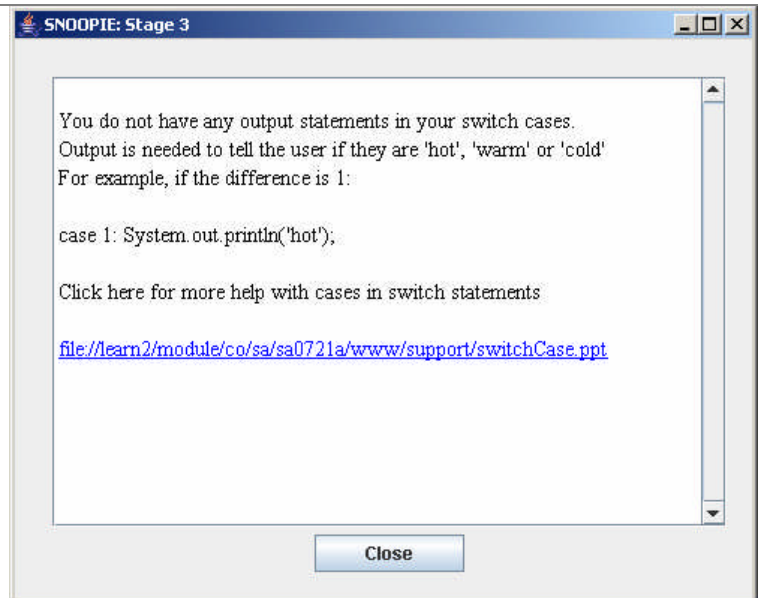 SNOOPIE: Stage 3
You do not have any output statements in your switch cases.
Output is needed to tell the user if they are 'hot', 'warm' or 'cold'
For example, if the difference is 1:
case 1: System.out.println('hot');
Click here for more help with cases in switch statements
file://learn2/module/co/sa/sa0721a/www/support/switchCase.ppt
Close